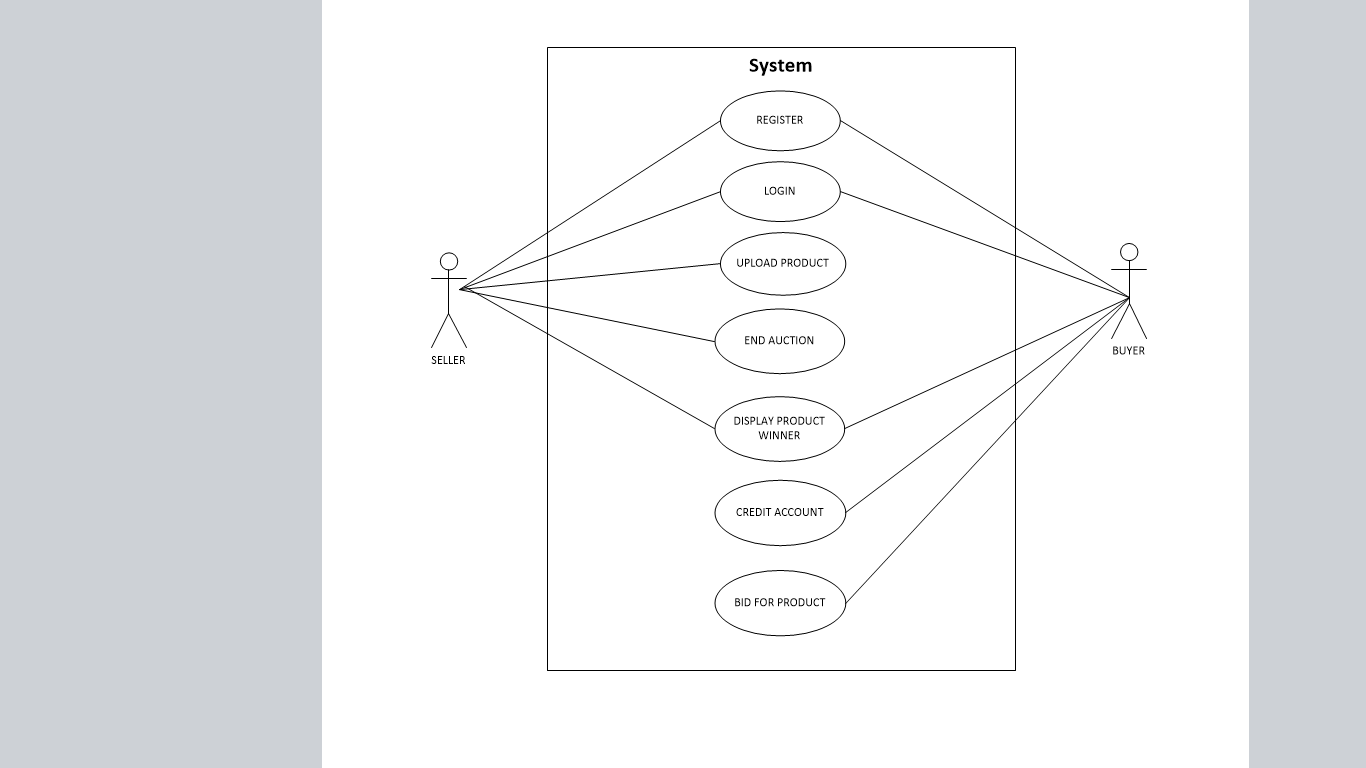 System
REGISTER
LOGIN
UPLOAD PRODUCT
END AUCTION
DISPLAY PRODUCT
WINNER
CREDIT ACCOUNT
BID FOR PRODUCT
SELLER
BUYER